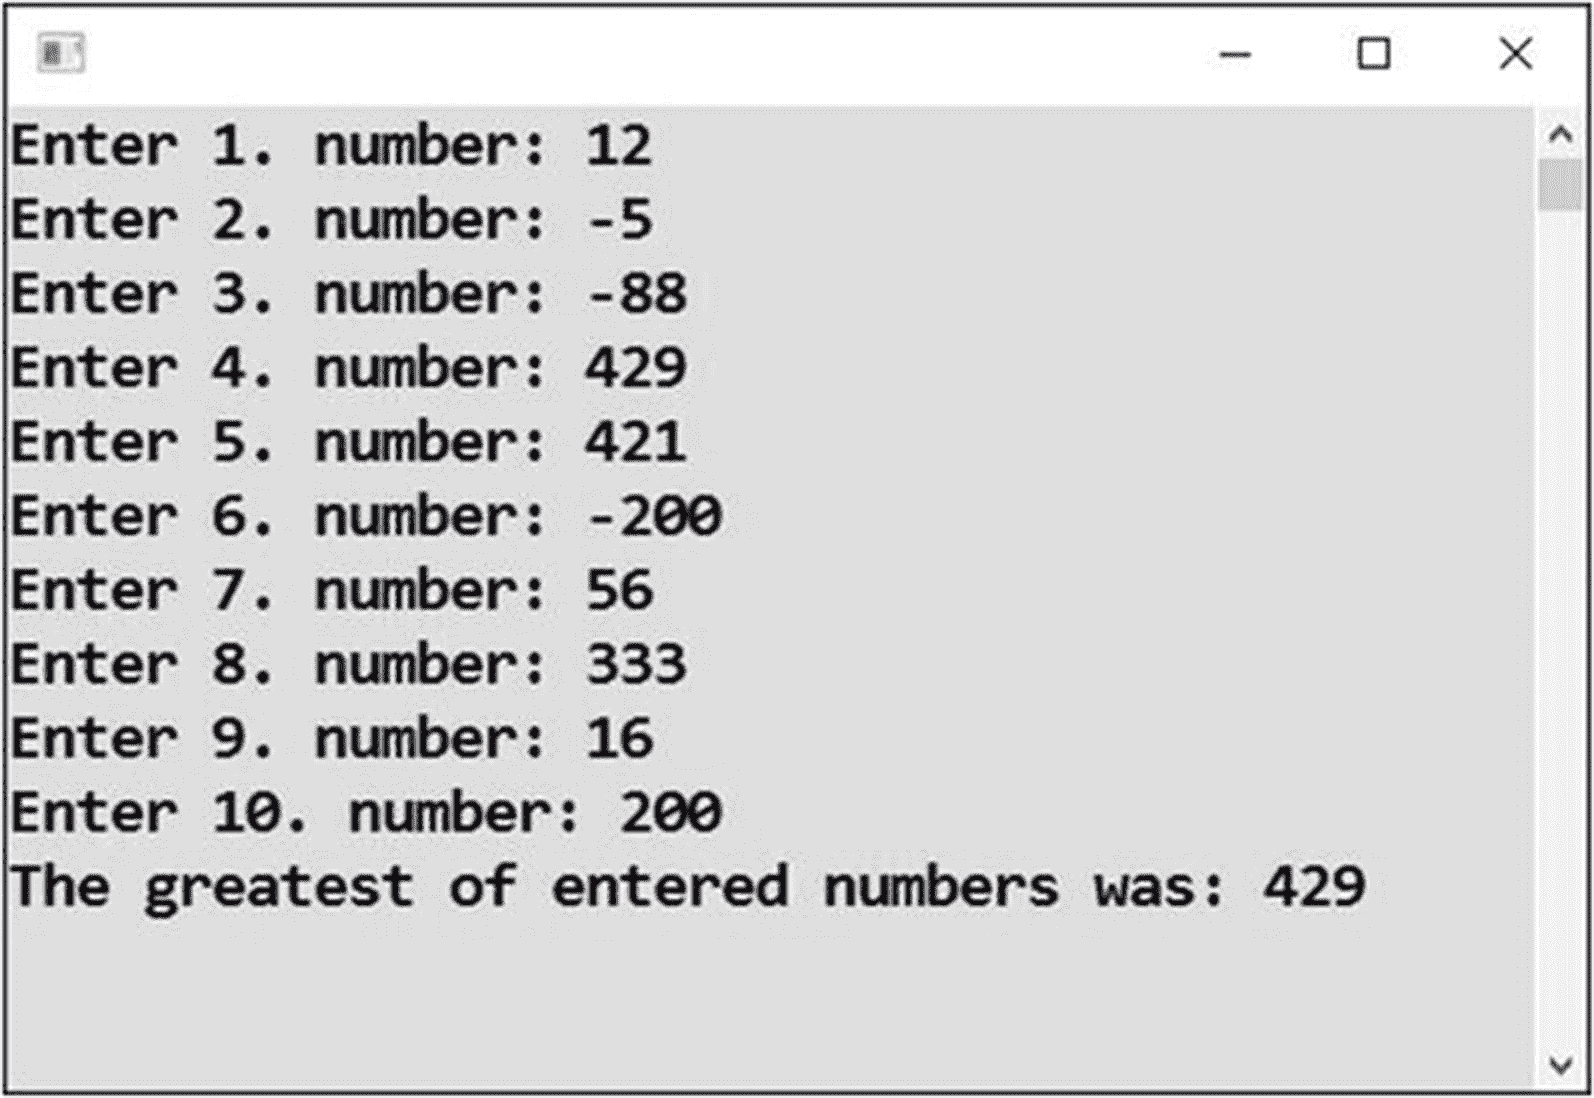 Enter 1. number: 12
Enter 2. number: -5
Enter 3. number: -88
Enter 4. number: 429
Enter 5. number: 421
Enter 6. number: -200
Enter 7. number: 56
Enter 8. number: 333
Enter 9. number: 16
Enter 10. number: 200
The greatest of entered numbers was: 429